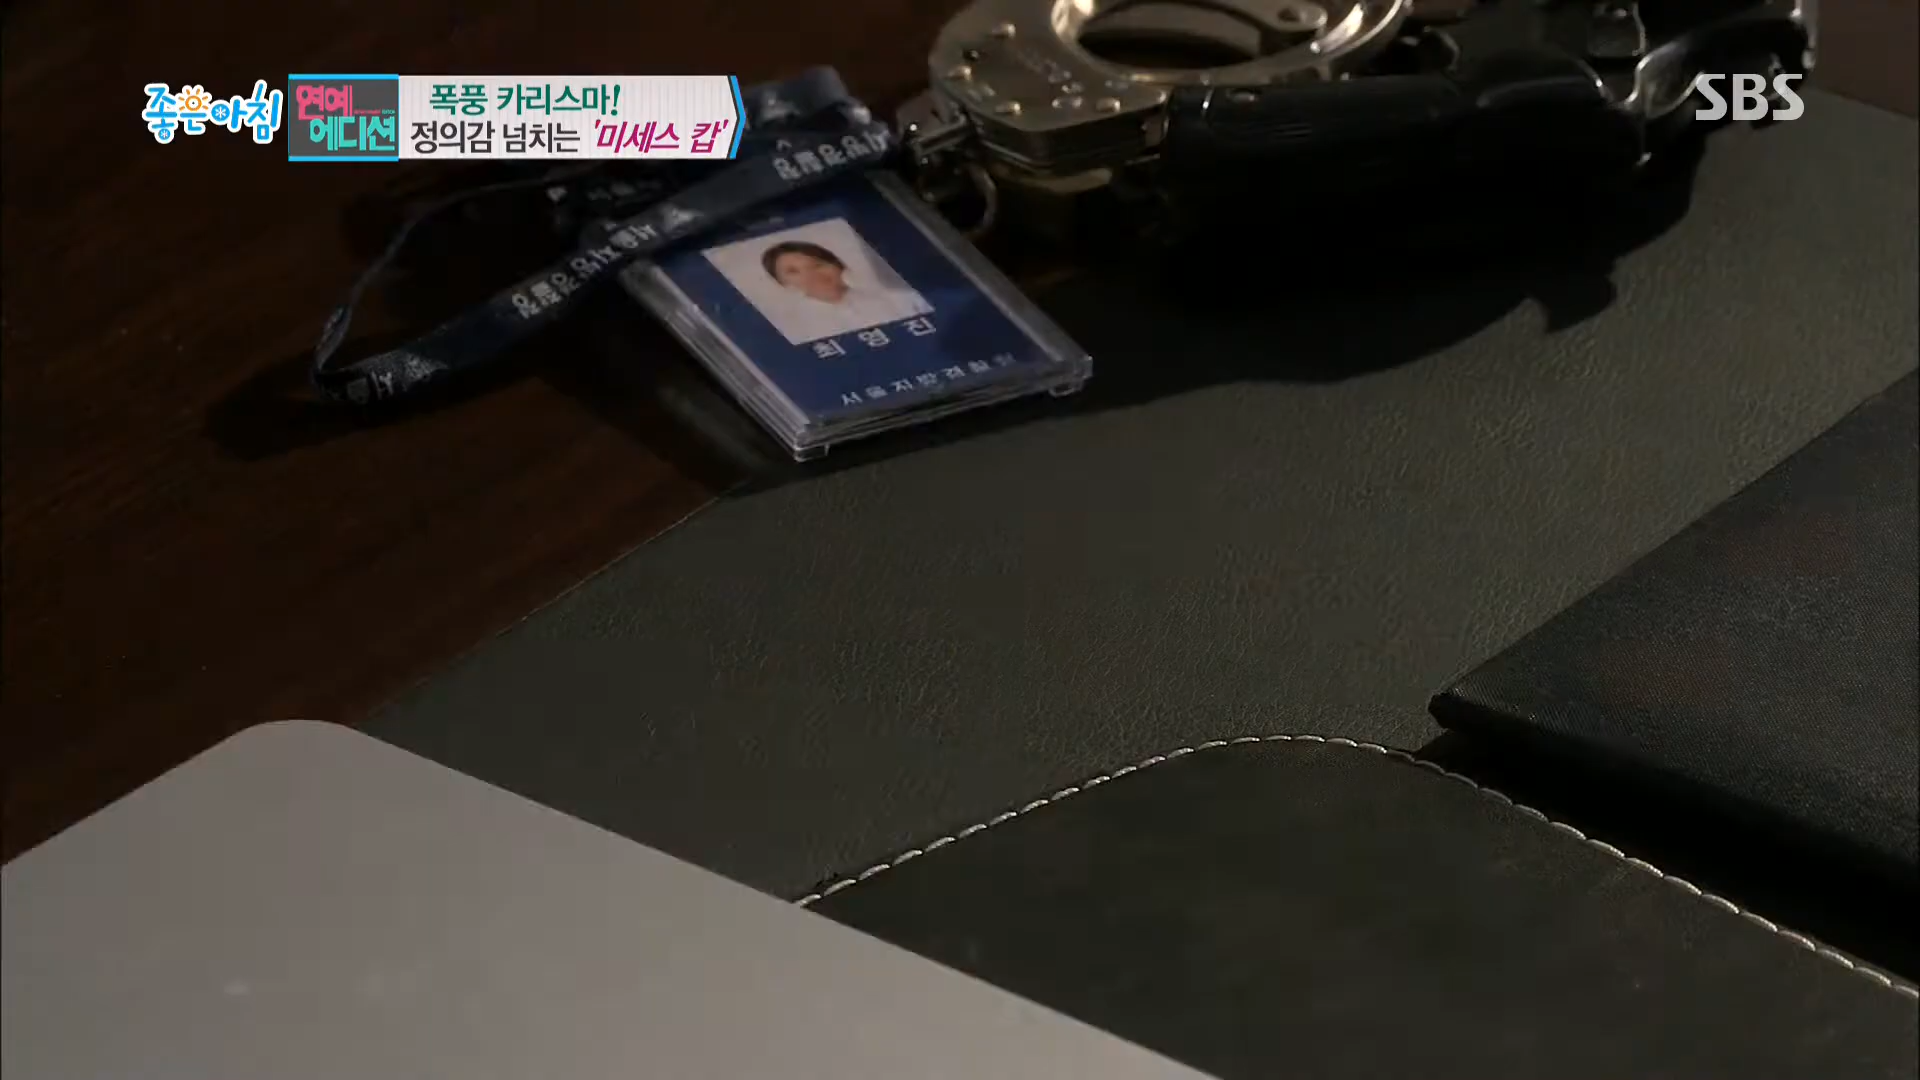 좋은아침
연예
에디션
폭풍 카리스마!
정의감 넘치는 '미세스 캅'
SBS
최영진
서울지방경찰청